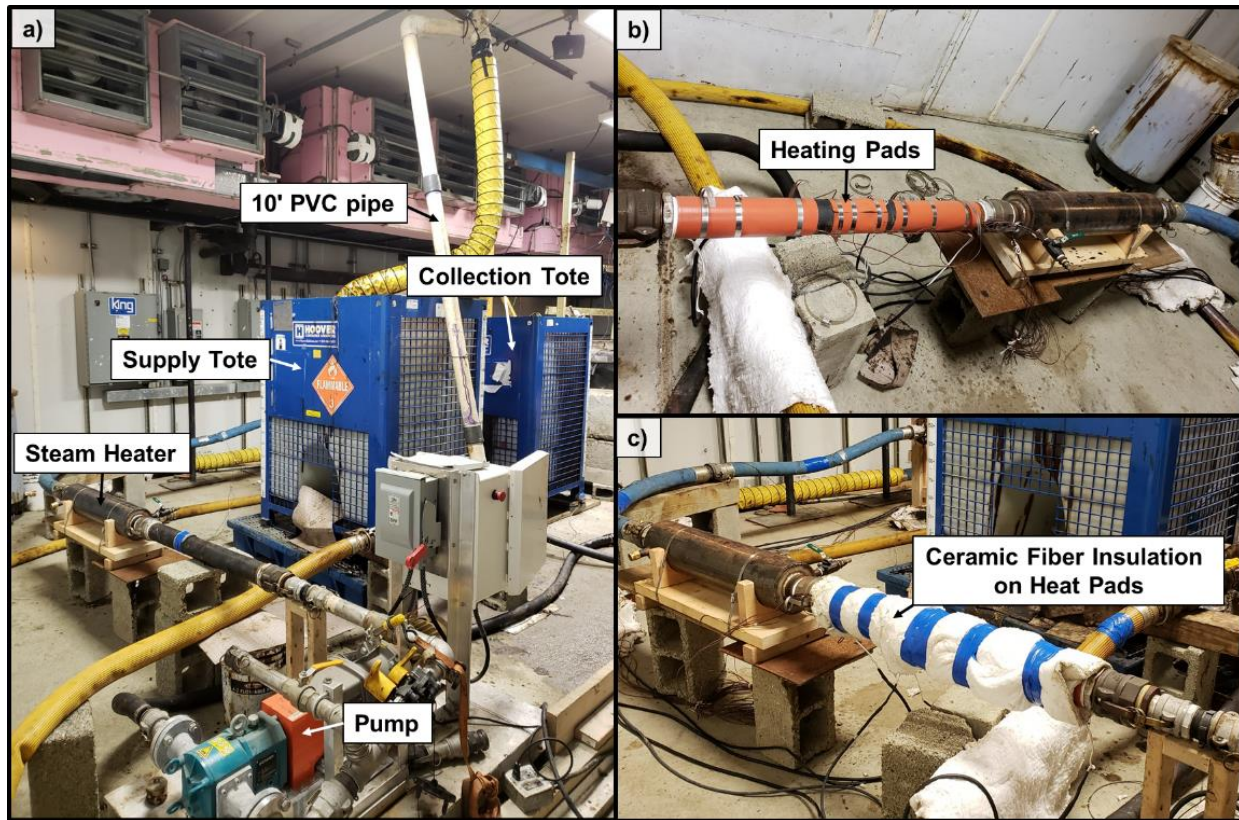 a)
10' PVC pipe
Collection Tote
king
HOOVER
Supply Tote
FLAMMABLE
3
Steam Heater
Pump
b)
Heating Pads
c)
Ceramic Fiber Insulation
on Heat Pads